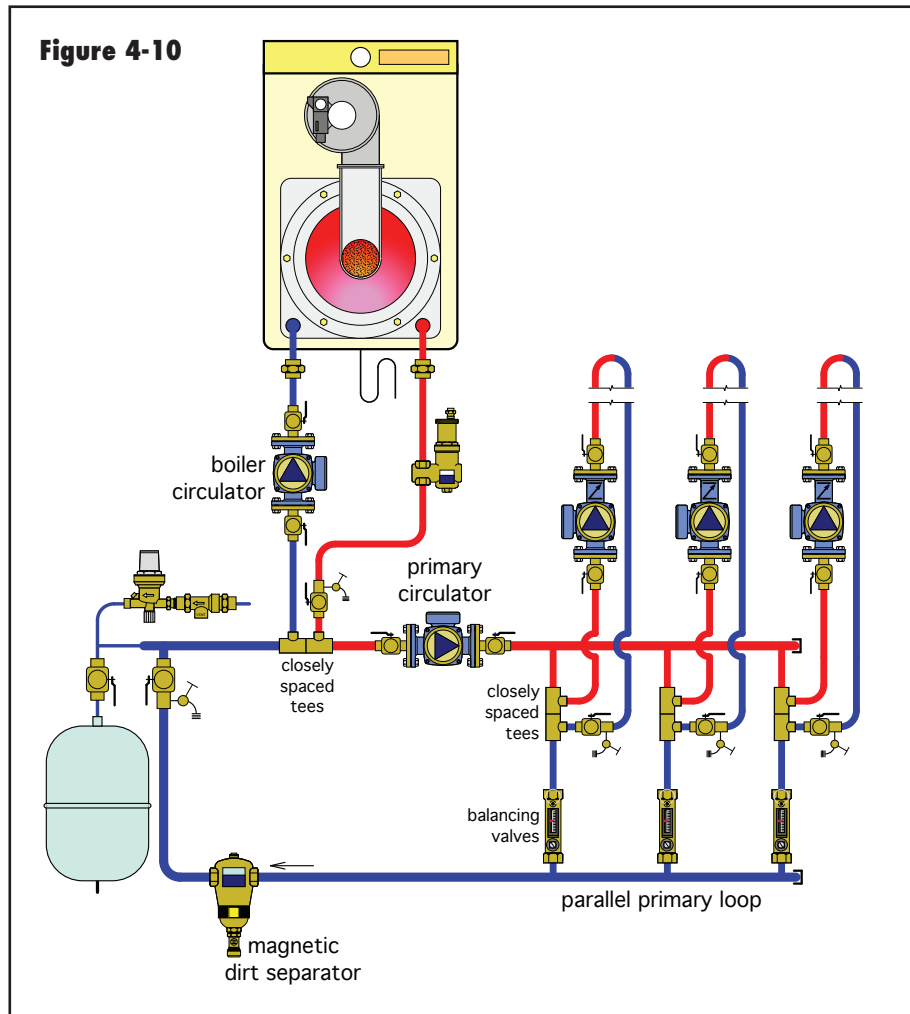 Figure 4-10
boiler
circulator
primary
circulator
VENT
closely
spaced
tees
closely
spaced
tees
balancing
valves
parallel primary loop
magnetic
dirt separator